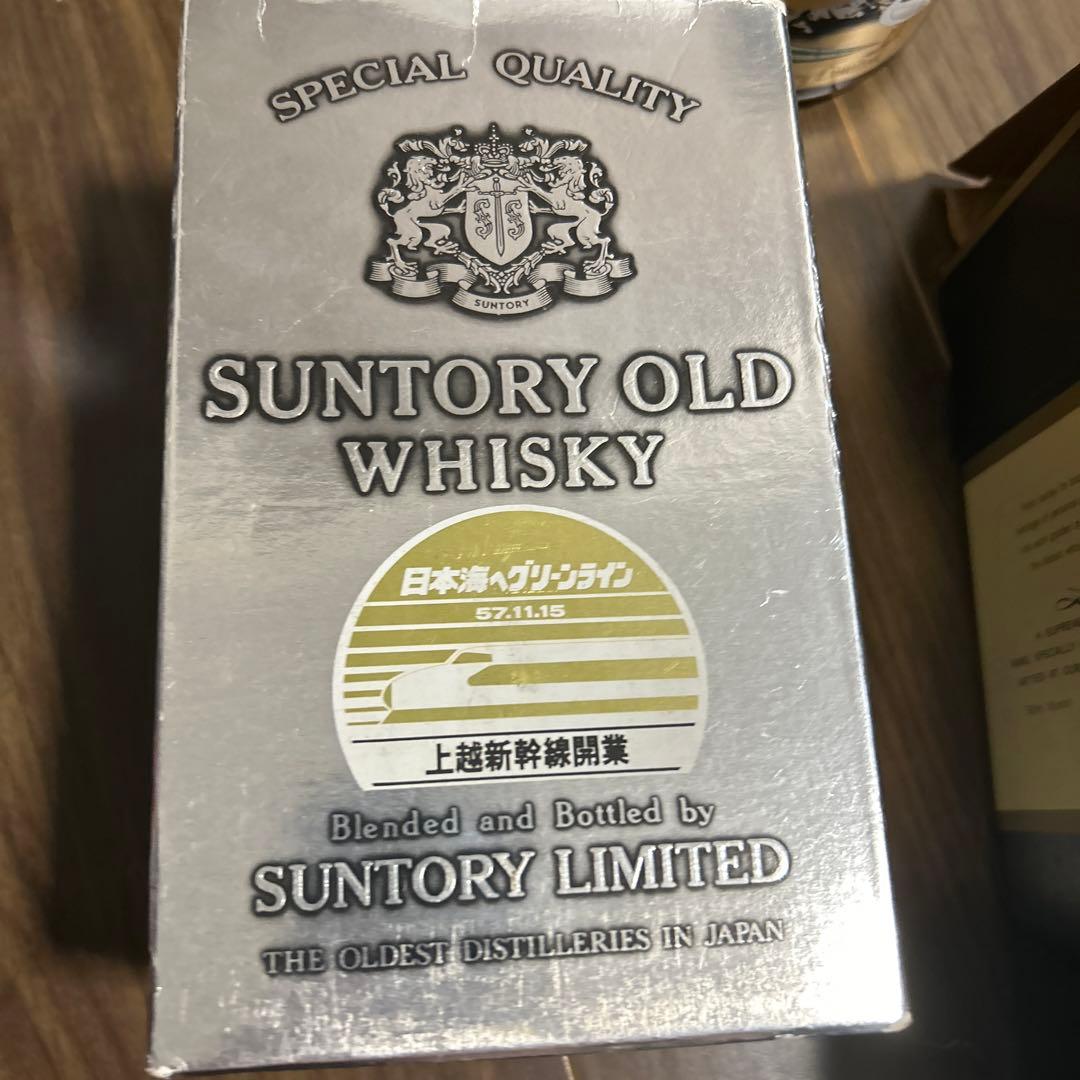 SPECIAL QUALITY
SUNTORY
SUNTORY OLD
WHISKY
日本海へグリーンライン
57.11.15
上越新幹線開業
Blended and Bottled by
SUNTORY LIMITED
THE OLDEST DISTILLERIES IN JAPAN